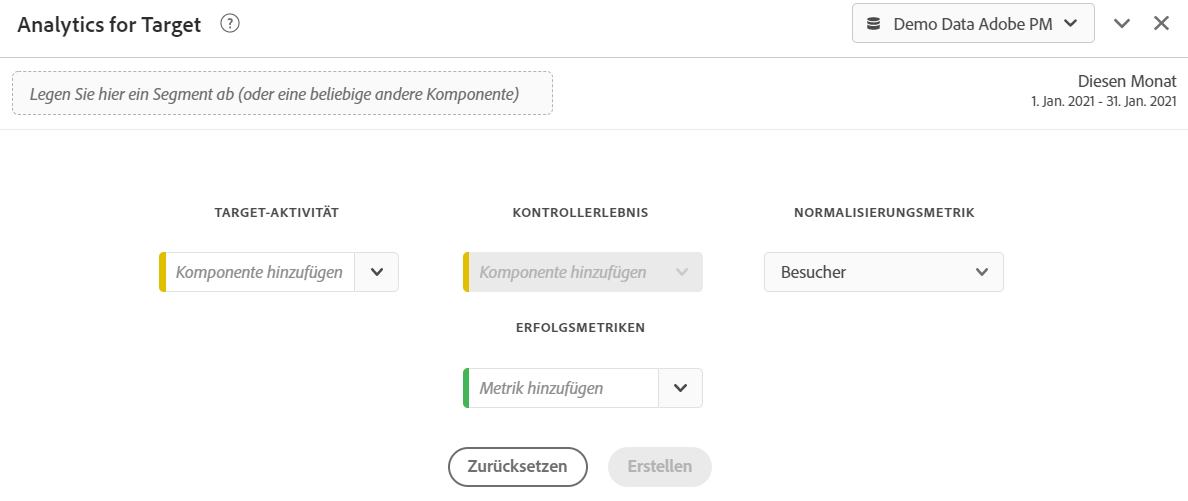 Analytics for Target ?
Demo Data Adobe PM
Legen Sie hier ein Segment ab (oder eine beliebige andere Komponente)
Diesen Monat
1. Jan. 2021 - 31. Jan. 2021
TARGET-AKTIVITÄT
KONTROLLERLEBNIS
NORMALISIERUNGSMETRIK
Komponente hinzufügen
Komponente hinzufügen
Besucher
ERFOLGSMETRIKEN
Metrik hinzufügen
Zurücksetzen
Erstellen